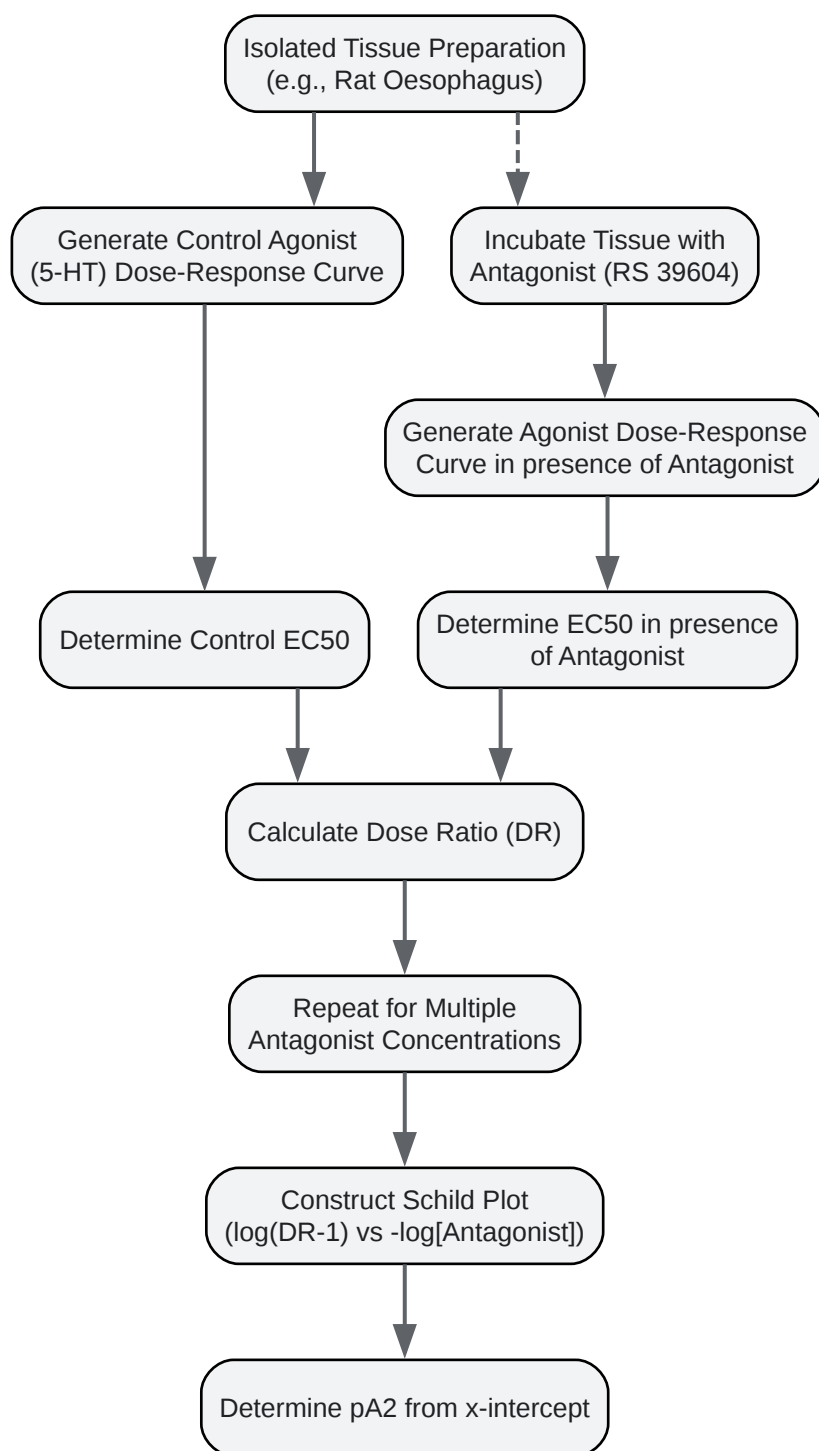 Isolated Tissue Preparation
(e.g., Rat Oesophagus)
Generate Control Agonist
(5-HT) Dose-Response Curve
Incubate Tissue with
Antagonist (RS 39604)
Generate Agonist Dose-Response
Curve in presence of Antagonist
Determine Control EC50
Determine EC50 in presence
of Antagonist
Calculate Dose Ratio (DR)
Repeat for Multiple
Antagonist Concentrations
Construct Schild Plot
(log(DR-1) vs -log[Antagonist])
Determine pA2 from x-intercept